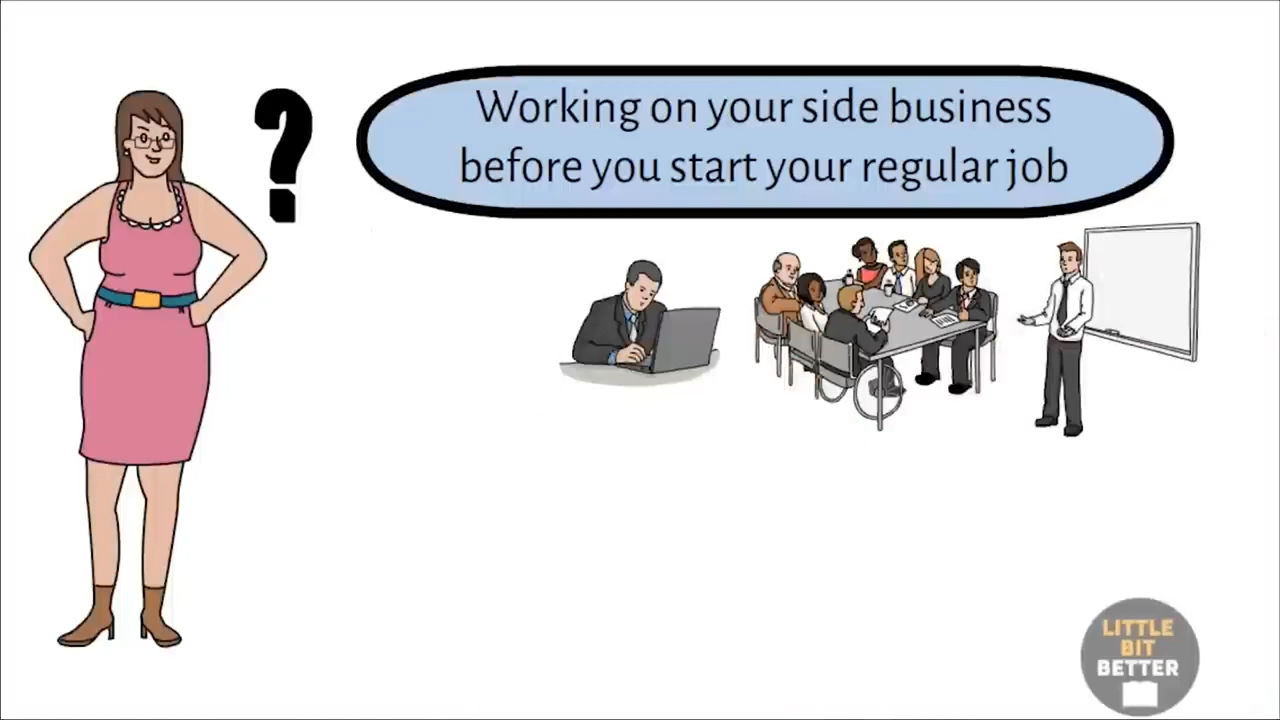 ?
Working on your side business
before you start your regular job
LITTLE
BIT
BETTER